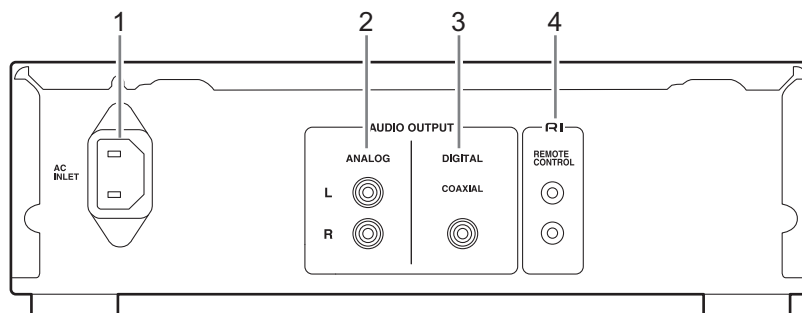 1 2 3 4
AUDIO OUTPUT
RI
ANALOG
DIGITAL
REMOTE
CONTROL
AC
INLET
L
COAXIAL
R